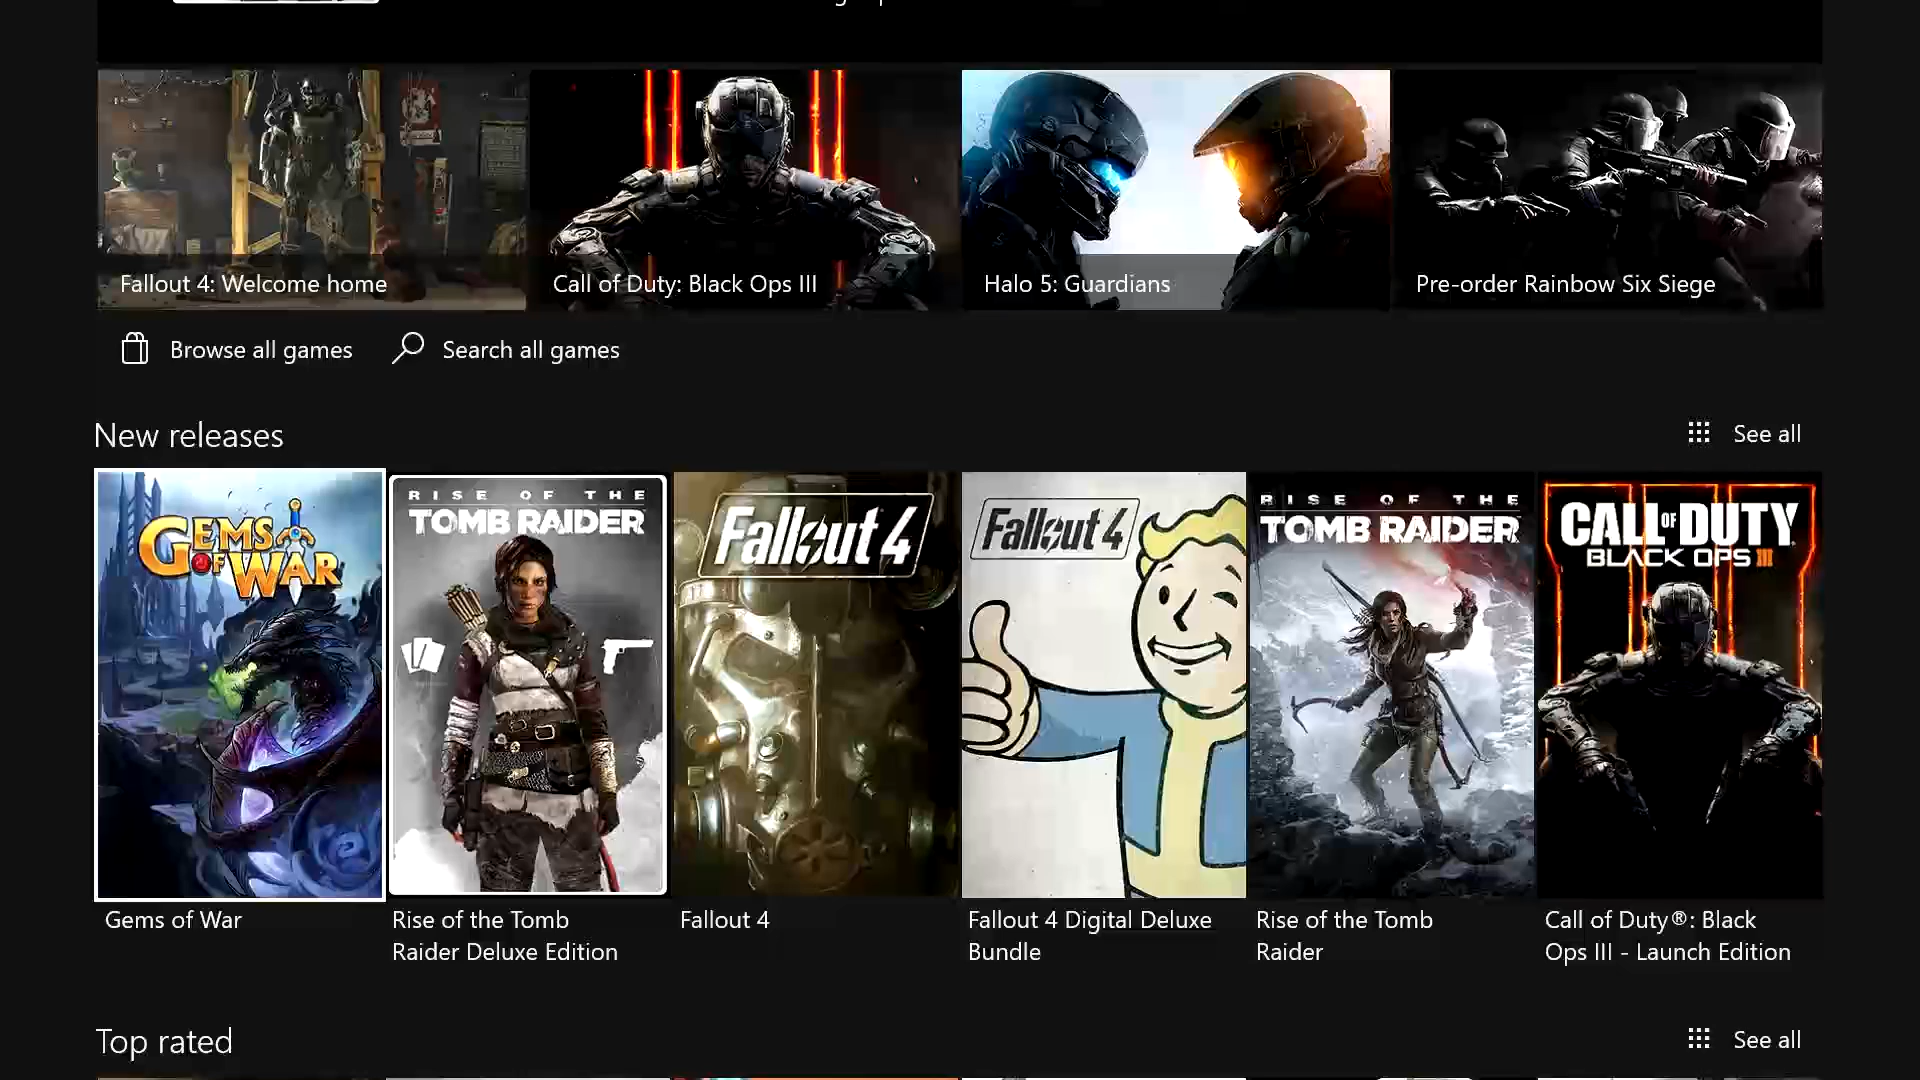 Fallout 4: Welcome home
Call of Duty: Black Ops III
Halo 5: Guardians
Pre-order Rainbow Six Siege
Browse all games
Search all games
New releases
See all
GEMS
OF WAR
RISE OF THE
TOMB RAIDER
Fallout 4
Fallout 4
RISE OF THE
TOMB RAIDER
CALL OF DUTY
BLACK OPS III
Gems of War
Rise of the Tomb
Raider Deluxe Edition
Fallout 4
Fallout 4 Digital Deluxe
Bundle
Rise of the Tomb
Raider
Call of Duty®: Black
Ops III - Launch Edition
Top rated
See all